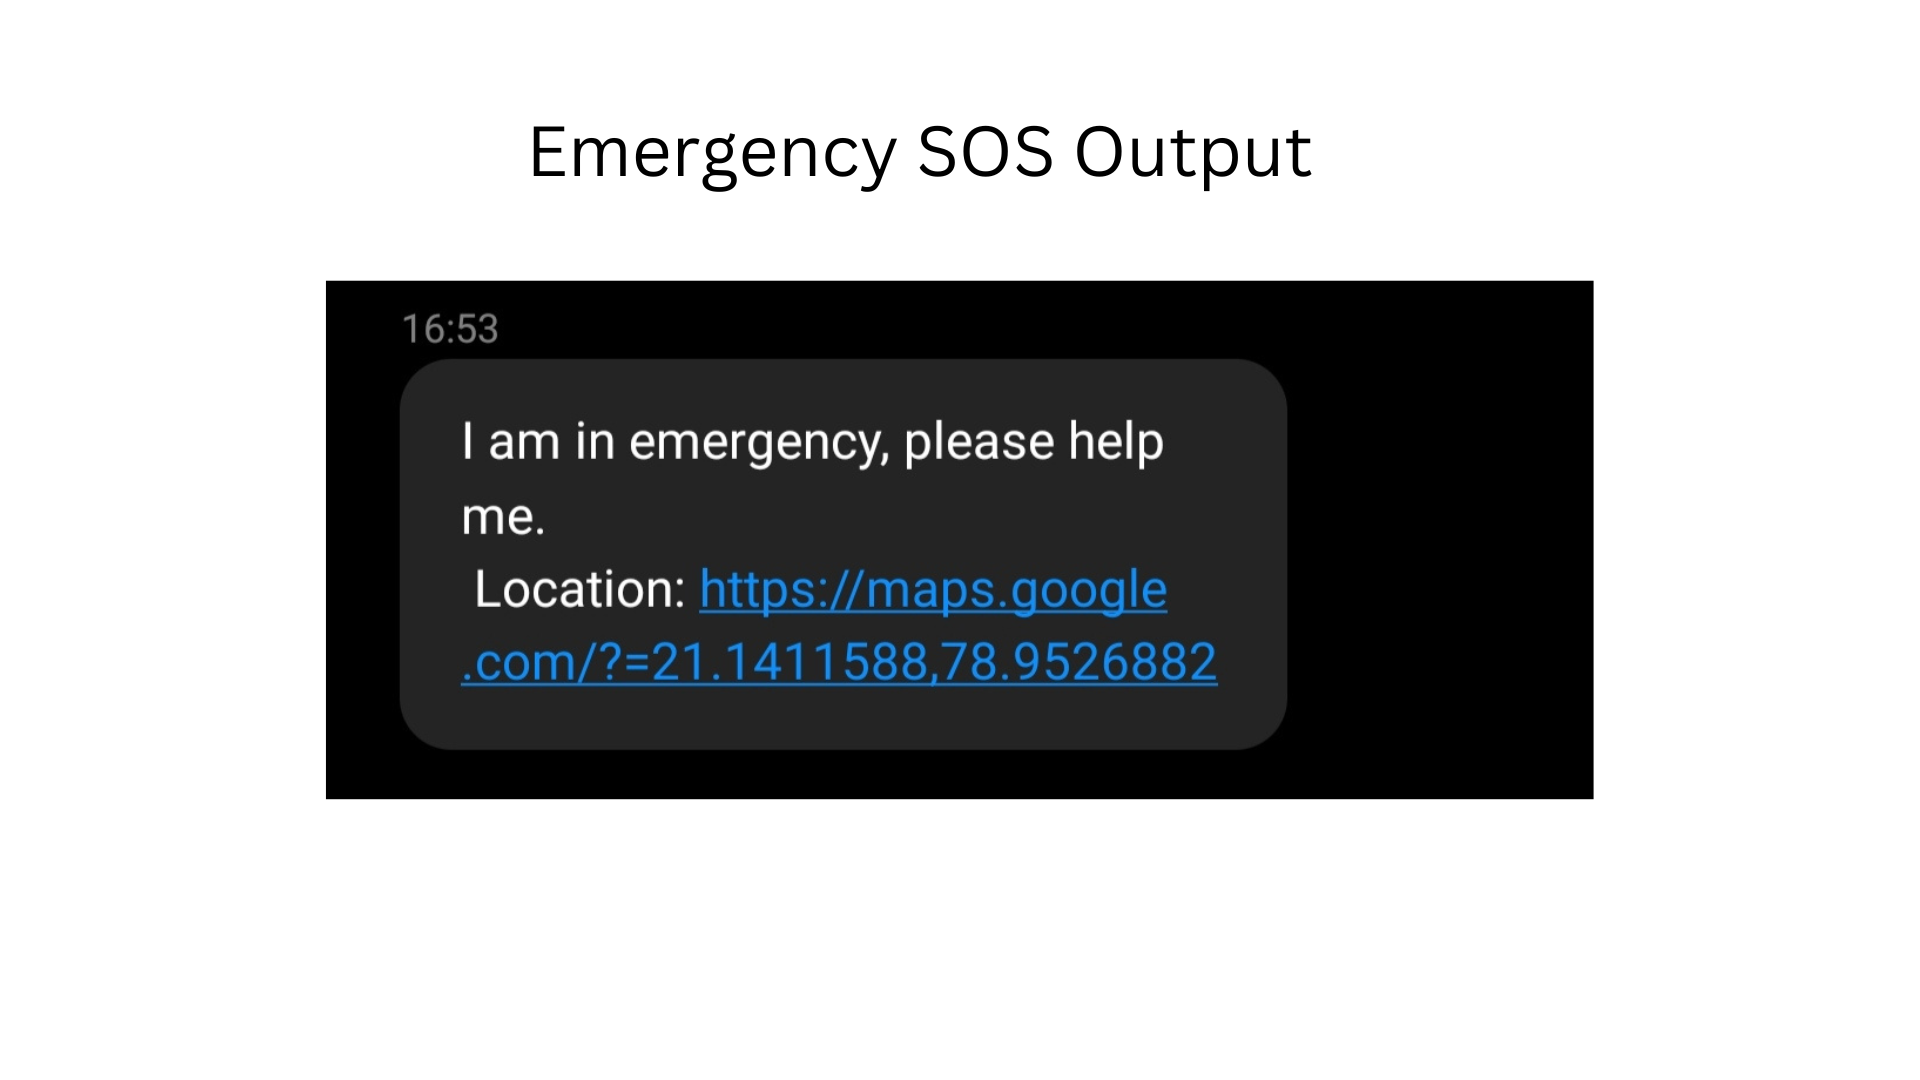 Emergency SOS Output
16:53
I am in emergency, please help
me.
Location: https://maps.google
.com/?=21.1411588,78.9526882